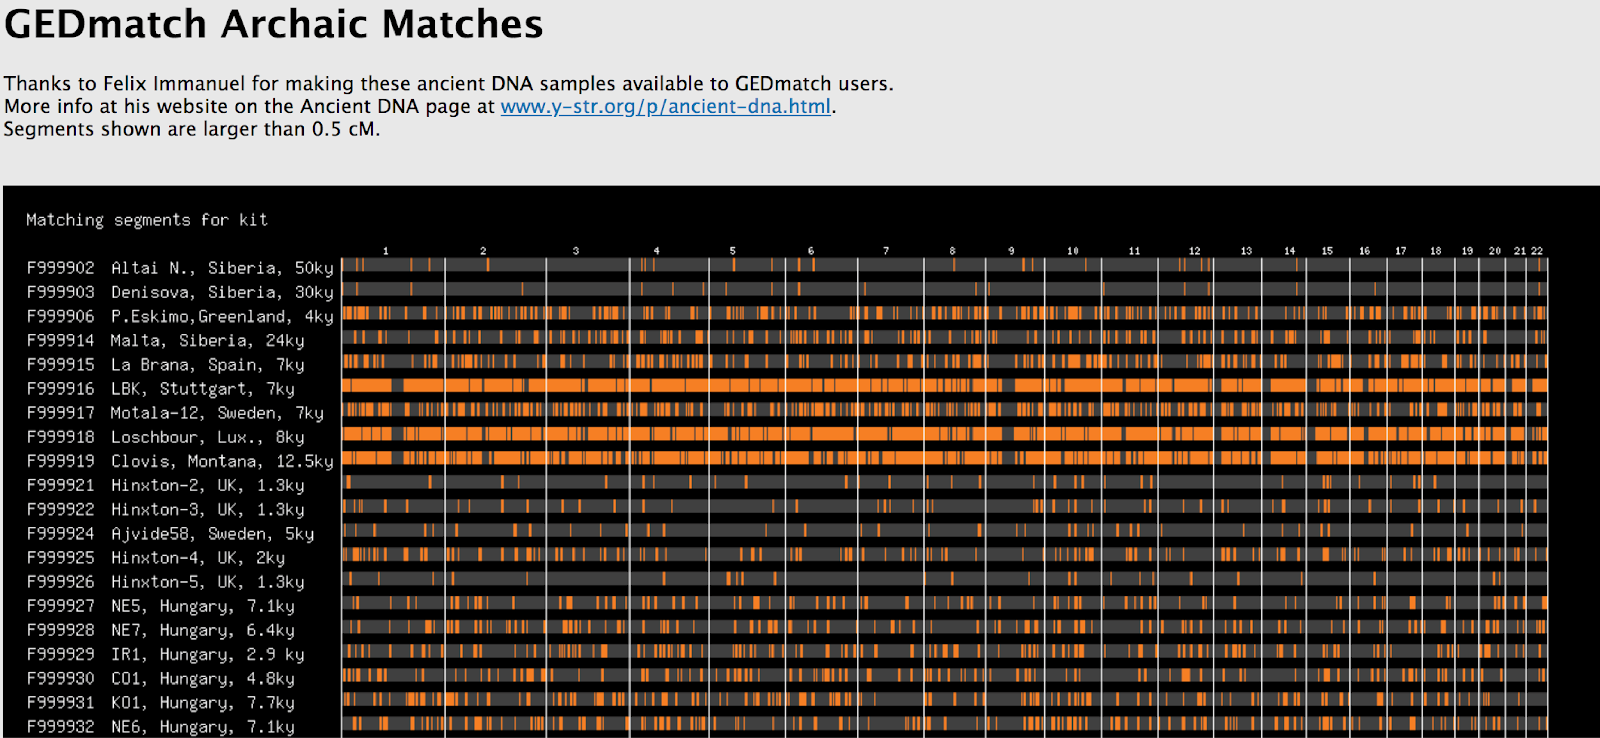 GEDmatch Archaic Matches
Thanks to Felix Immanuel for making these ancient DNA samples available to GEDmatch users.
More info at his website on the Ancient DNA page at www.y-str.org/p/ancient-dna.html.
Segments shown are larger than 0.5 cM.
Matching segments for kit
1 2 3 4 5 6 7 8 9 10 11 12 13 14 15 16 17 18 19 20 21 22
F999902 Altai N., Siberia, 50ky
F999903 Denisova, Siberia, 30ky
F999906 P.Eskimo,Greenland, 4ky
F999914 Malta, Siberia, 24ky
F999915 La Brana, Spain, 7ky
F999916 LBK, Stuttgart, 7ky
F999917 Motala-12, Sweden, 7ky
F999918 Loschbour, Lux., 8ky
F999919 Clovis, Montana, 12.5ky
F999921 Hinxton-2, UK, 1.3ky
F999922 Hinxton-3, UK, 1.3ky
F999924 Ajvide58, Sweden, 5ky
F999925 Hinxton-4, UK, 2ky
F999926 Hinxton-5, UK, 1.3ky
F999927 NE5, Hungary, 7.1ky
F999928 NE7, Hungary, 6.4ky
F999929 IR1, Hungary, 2.9 ky
F999930 CO1, Hungary, 4.8ky
F999931 KO1, Hungary, 7.7ky
F999932 NE6, Hungary, 7.1ky